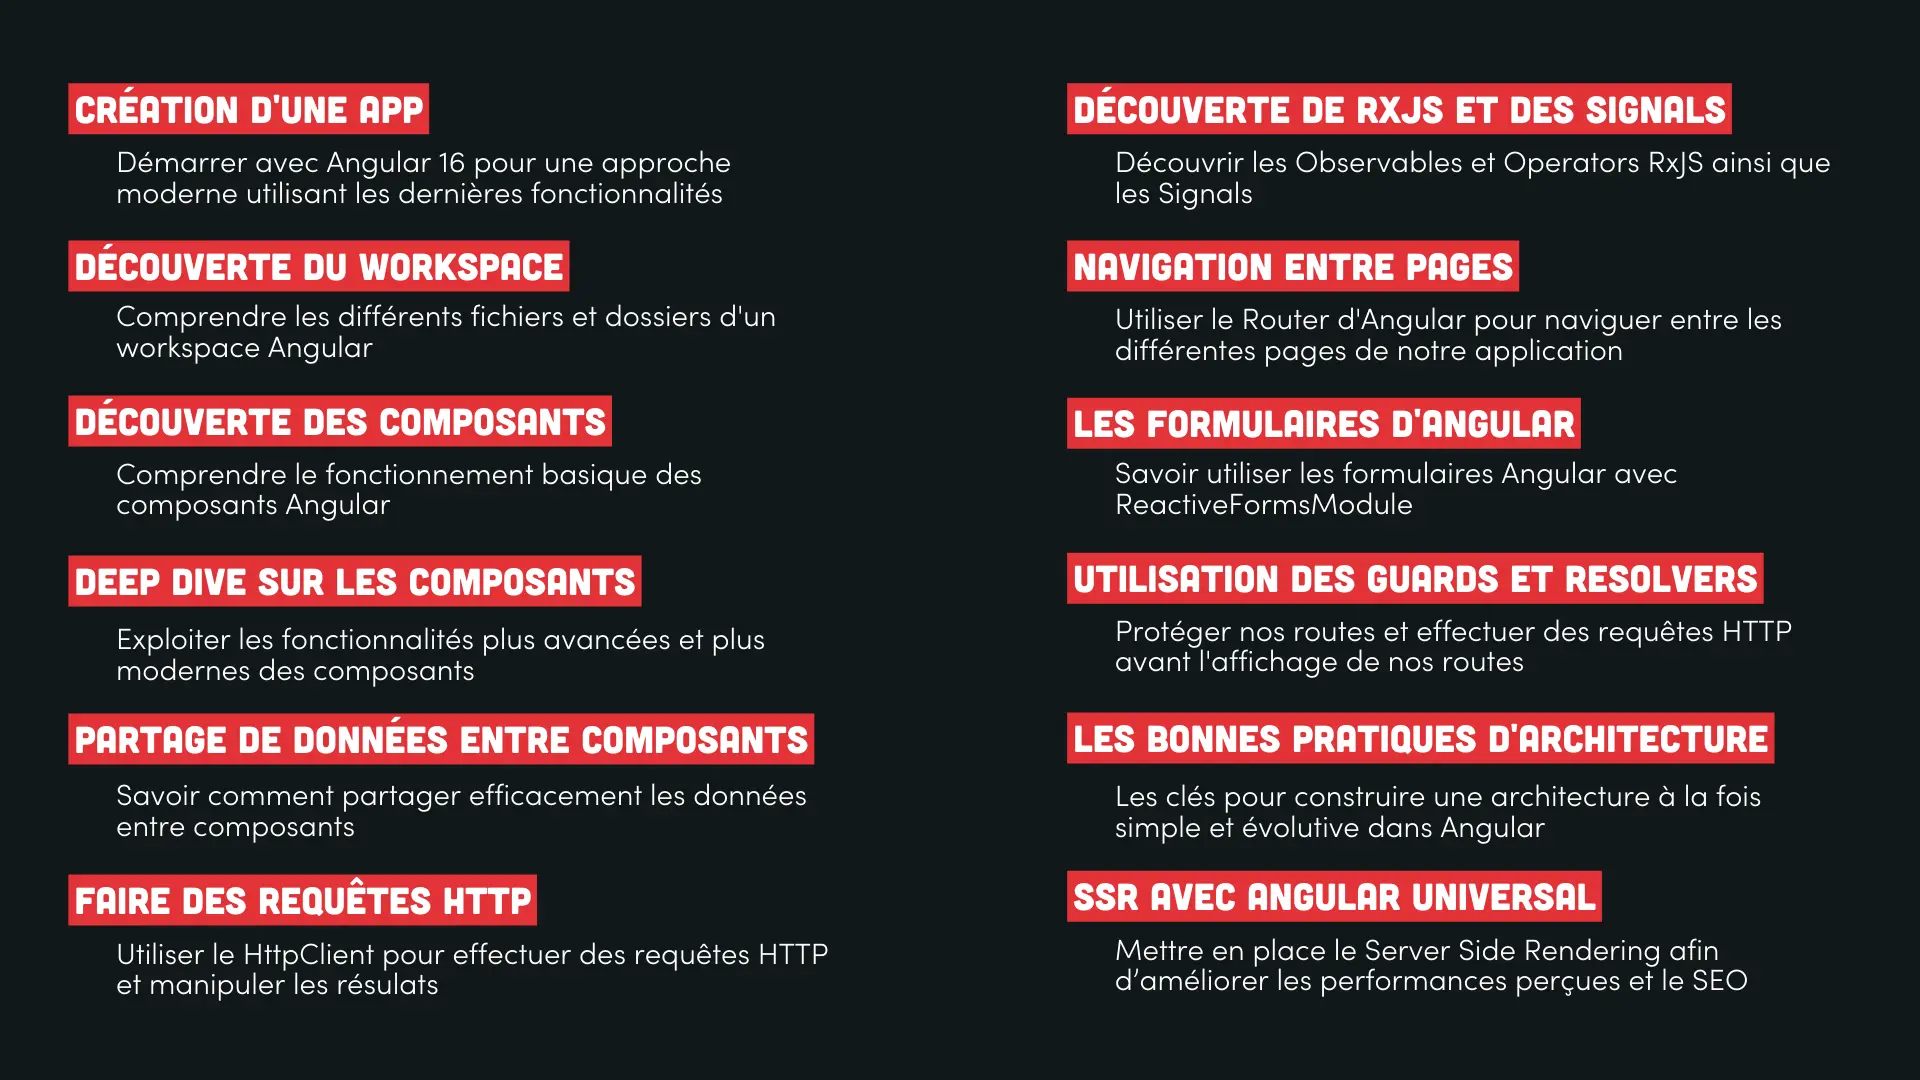 CRÉATION D'UNE APP
Démarrer avec Angular 16 pour une approche
moderne utilisant les dernières fonctionnalités
DÉCOUVERTE DU WORKSPACE
Comprendre les différents fichiers et dossiers d'un
workspace Angular
DÉCOUVERTE DES COMPOSANTS
Comprendre le fonctionnement basique des
composants Angular
DEEP DIVE SUR LES COMPOSANTS
Exploiter les fonctionnalités plus avancées et plus
modernes des composants
PARTAGE DE DONNÉES ENTRE COMPOSANTS
Savoir comment partager efficacement les données
entre composants
FAIRE DES REQUÊTES HTTP
Utiliser le HttpClient pour effectuer des requêtes HTTP
et manipuler les résulats
DÉCOUVERTE DE RXJS ET DES SIGNALS
Découvrir les Observables et Operators RxJS ainsi que
les Signals
NAVIGATION ENTRE PAGES
Utiliser le Router d'Angular pour naviguer entre les
différentes pages de notre application
LES FORMULAIRES D'ANGULAR
Savoir utiliser les formulaires Angular avec
ReactiveFormsModule
UTILISATION DES GUARDS ET RESOLVERS
Protéger nos routes et effectuer des requêtes HTTP
avant l'affichage de nos routes
LES BONNES PRATIQUES D'ARCHITECTURE
Les clés pour construire une architecture à la fois
simple et évolutive dans Angular
SSR AVEC ANGULAR UNIVERSAL
Mettre en place le Server Side Rendering afin
d’améliorer les performances perçues et le SEO